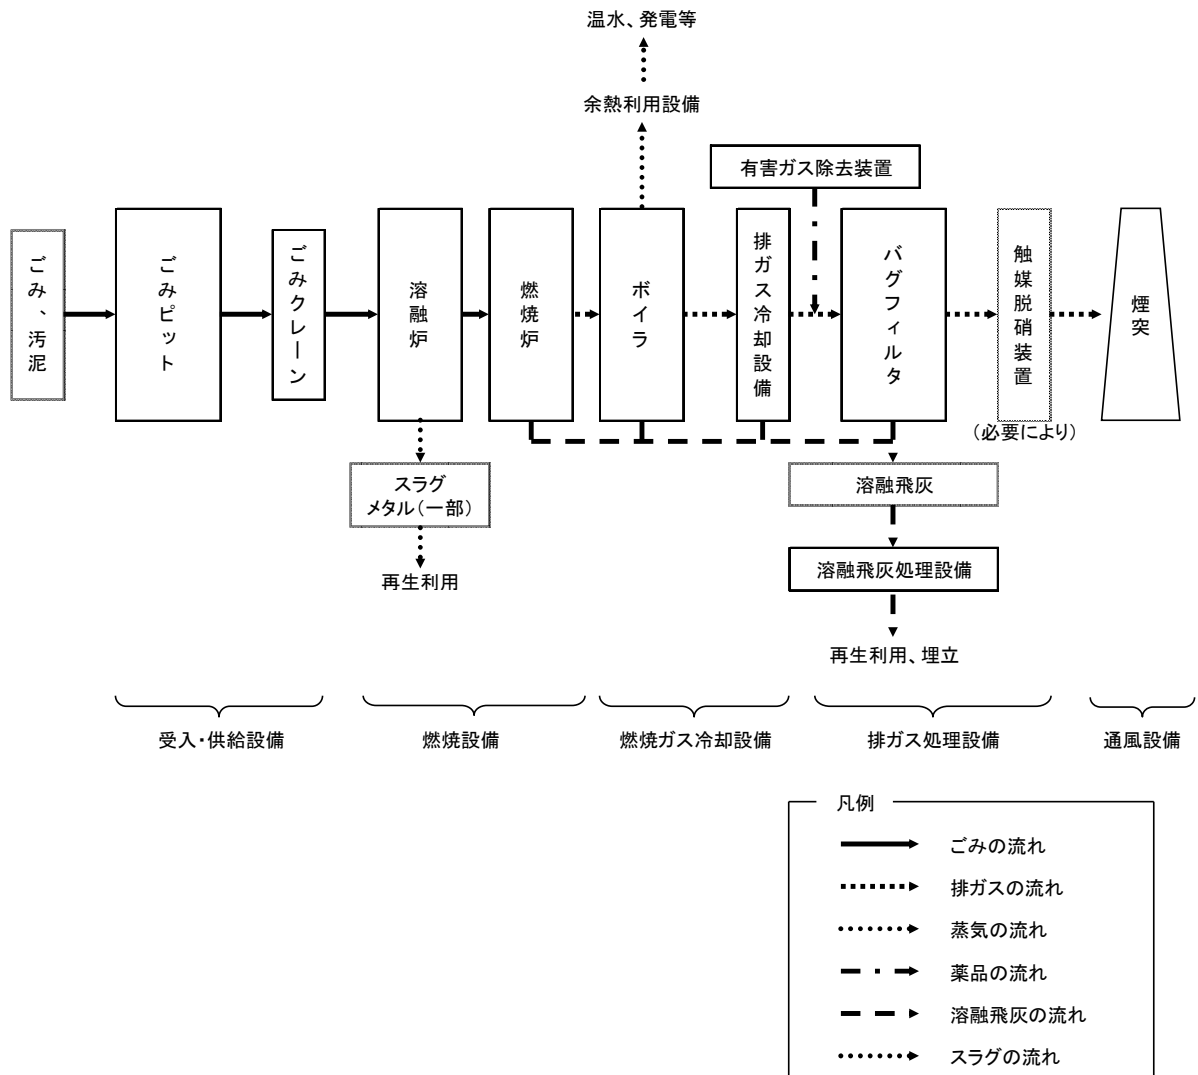 温水、発電等
余熱利用設備
有害ガス除去装置
ごみ、汚泥
ごみピット
ごみクレーン
溶融炉
燃焼炉
ボイラ
排ガス冷却設備
バグフィルタ
触媒脱硝装置
煙突
(必要により)
スラグ
メタル(一部)
再生利用
溶融飛灰
溶融飛灰処理設備
再生利用、埋立
受入・供給設備
燃焼設備
燃焼ガス冷却設備
排ガス処理設備
通風設備
凡例
ごみの流れ
排ガスの流れ
蒸気の流れ
薬品の流れ
溶融飛灰の流れ
スラグの流れ